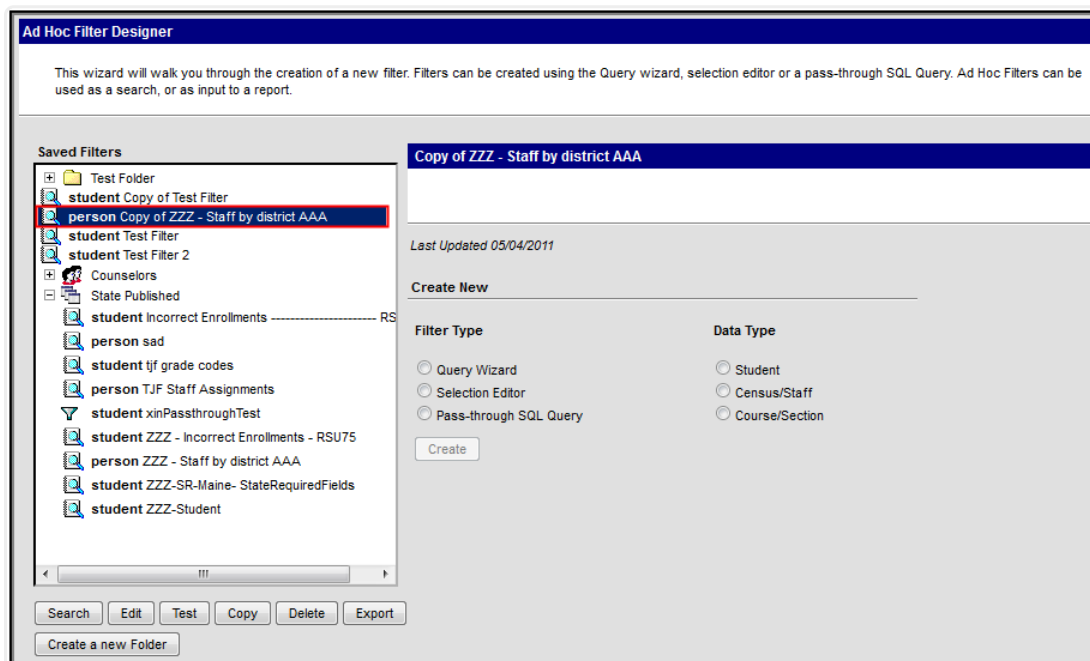 Ad Hoc Filter Designer
This wizard will walk you through the creation of a new filter. Filters can be created using the Query wizard, selection editor or a pass-through SQL Query. Ad Hoc Filters can be
used as a search, or as input to a report.
Saved Filters
Test Folder
student Copy of Test Filter
person Copy of ZZZ - Staff by district AAA
student Test Filter
student Test Filter 2
Counselors
State Published
student Incorrect Enrollments ----------------------- RS
person sad
student tjf grade codes
person TJF Staff Assignments
student xinPassthroughTest
student ZZZ - Incorrect Enrollments - RSU75
person ZZZ - Staff by district AAA
student ZZZ-SR-Maine- StateRequiredFields
student ZZZ-Student
Search Edit Test Copy Delete Export
Create a new Folder
Copy of ZZZ - Staff by district AAA
Last Updated 05/04/2011
Create New
Filter Type Data Type
Query Wizard Student
Selection Editor Census/Staff
Pass-through SQL Query Course/Section
Create